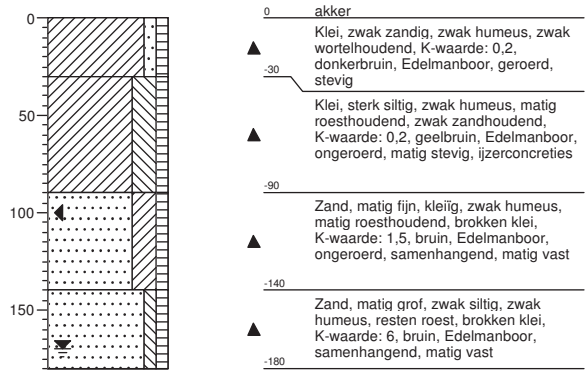 0
50
100
150
0 akker
Klei, zwak zandig, zwak humeus, zwak
wortelhoudend, K-waarde: 0,2,
donkerbruin, Edelmanboor, geroerd,
stevig
-30
Klei, sterk siltig, zwak humeus, matig
roesthoudend, zwak zandhoudend,
K-waarde: 0,2, geelbruin, Edelmanboor,
ongeroerd, matig stevig, ijzerconcreties
-90
Zand, matig fijn, kleiïg, zwak humeus,
matig roesthoudend, brokken klei,
K-waarde: 1,5, bruin, Edelmanboor,
ongeroerd, samenhangend, matig vast
-140
Zand, matig grof, zwak siltig, zwak
humeus, resten roest, brokken klei,
K-waarde: 6, bruin, Edelmanboor,
samenhangend, matig vast
-180